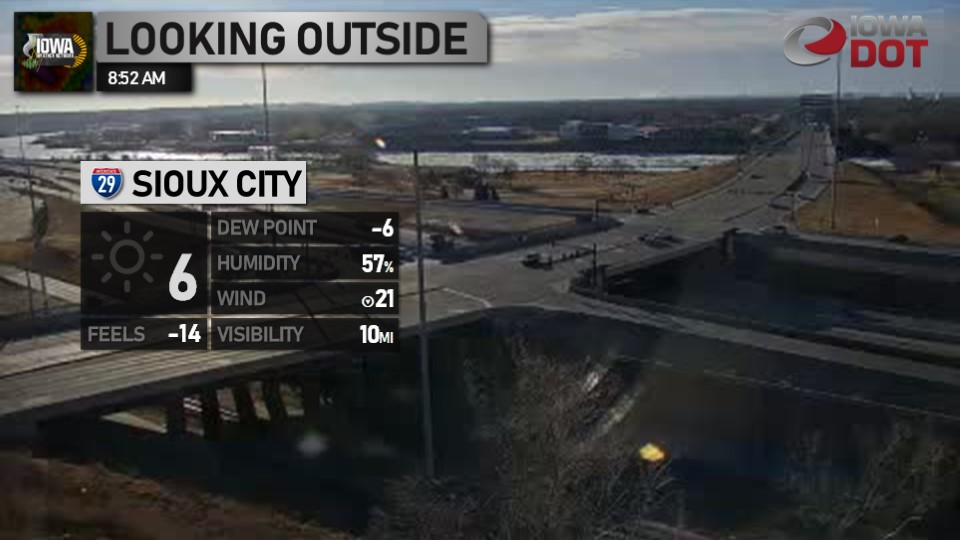 IOWA
LOOKING OUTSIDE
8:52 AM
IOWA
DOT
29
SIOUX CITY
6
FEELS -14
DEW POINT -6
HUMIDITY 57%
WIND 21
VISIBILITY 10MI